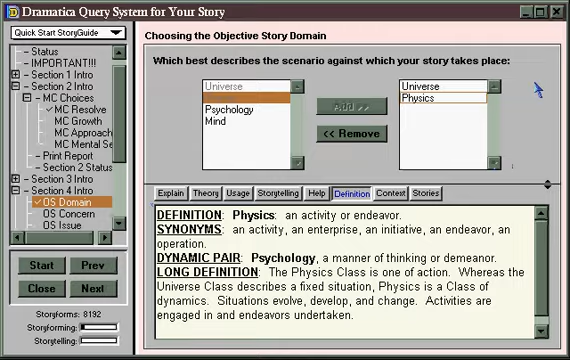 Dramatica Query System for Your Story
Quick Start StoryGuide
Status
IMPORTANT!!!
Section 1 Intro
Section 2 Intro
MC Choices
MC Resolve
MC Growth
MC Approach
MC Mental Se
Print Report
Section 2 Status
Section 3 Intro
Section 4 Intro
OS Domain
OS Concern
OS Issue
Start
Prev
Close
Next
Storyforms: 8192
Storyforming:
Storytelling:
Choosing the Objective Story Domain
Which best describes the scenario against which your story takes place:
Universe
Psychology
Mind
Add >>
<< Remove
Universe
Physics
Explain
Theory
Usage
Storytelling
Help
Definition
Context
Stories
DEFINITION: Physics: an activity or endeavor.
SYNONYMS: an activity, an enterprise, an initiative, an endeavor, an
operation.
DYNAMIC PAIR: Psychology, a manner of thinking or demeanor.
LONG DEFINITION: The Physics Class is one of action. Whereas the
Universe Class describes a fixed situation, Physics is a Class of
dynamics. Situations evolve, develop, and change. Activities are
engaged in and endeavors undertaken.